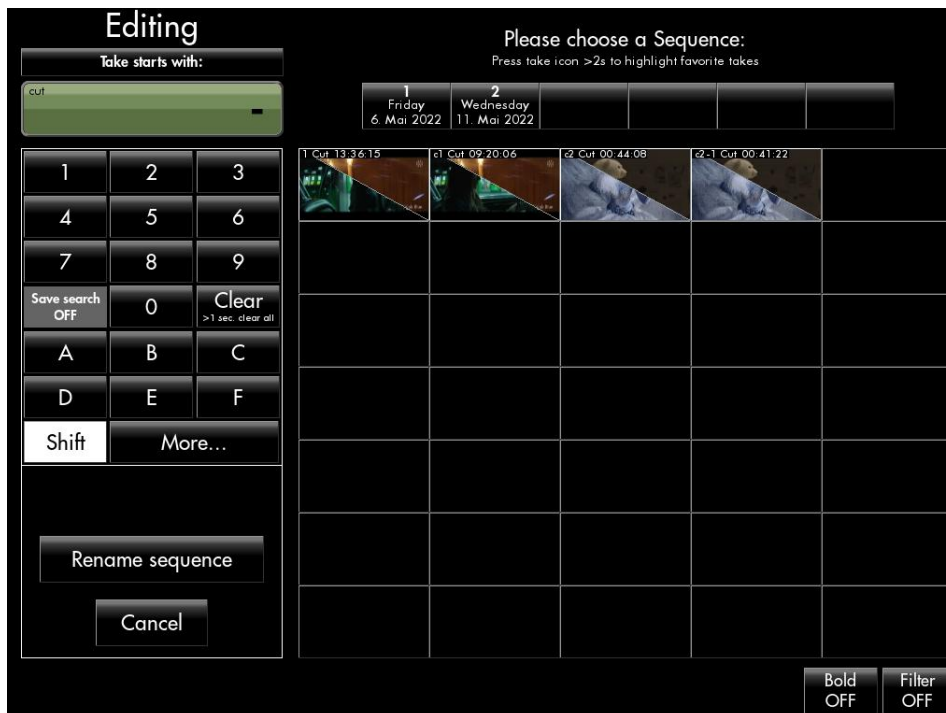 Editing
Take starts with:
cut
1 2 3
4 5 6
7 8 9
Save search
OFF
0
Clear
>1 sec. clear all
A B C
D E F
Shift More...
Rename sequence
Cancel
Please choose a Sequence:
Press take icon >2s to highlight favorite takes
1
Friday
6. Mai 2022
2
Wednesday
11. Mai 2022
1 Cut 13:36:15
c1 Cut 09:20:06
c2 Cut 00:44:08
c2-1 Cut 00:41:22
Bold
OFF
Filter
OFF